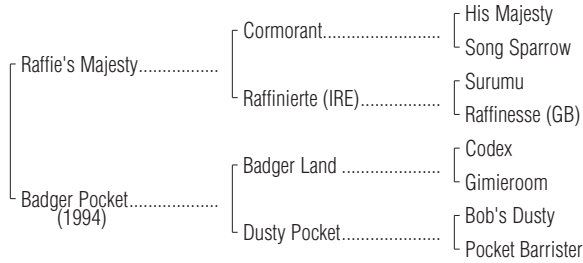 His Majesty
Cormorant......................
Song Sparrow
Raffie's Majesty................
Surumu
Raffinierte (IRE)...............
Raffinesse (GB)
Codex
Badger Land ..................
Gimieroom
Badger Pocket.................
(1994)
Bob's Dusty
Dusty Pocket...................
Pocket Barrister